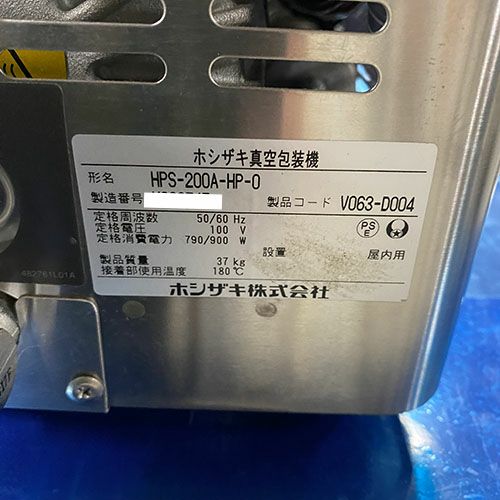 ホシザキ真空包装機
形名 HPS-200A-HP-0
製造番号
製品コード V063-D004
定格周波数 50/60 Hz
定格電圧 100 V
定格消費電力 790/900 W
設置 屋内用
PS
E
製品質量 37 kg
接着部使用温度 180℃
ホシザキ株式会社
482761L01A
OFF